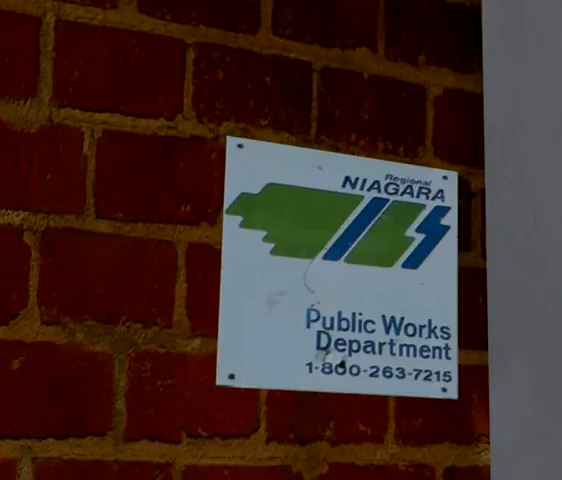 Regional
NIAGARA
Public Works
Department
1-800-263-7215